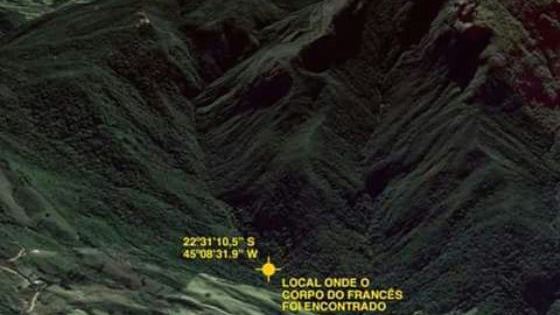 22°31'10,5" S
45°08'31.9" W
LOCAL ONDE O
CORPO DO FRANCÊS
FOI ENCONTRADO